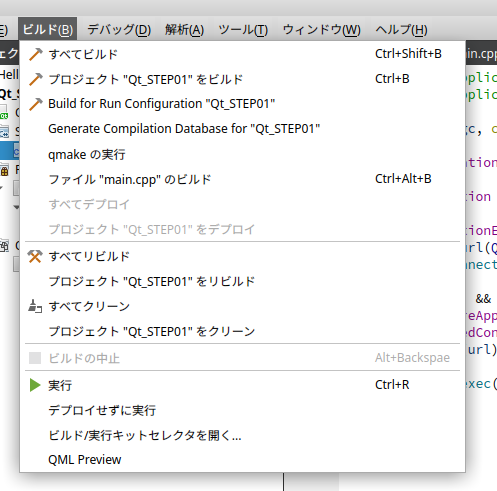 ビルド(B) デバッグ(D) 解析(A) ツール(T) ウィンドウ(W) ヘルプ(H)
すべてビルド Ctrl+Shift+B
プロジェクト "Qt_STEP01" をビルド Ctrl+B
Build for Run Configuration "Qt_STEP01"
Generate Compilation Database for "Qt_STEP01"
qmake の実行
ファイル "main.cpp" のビルド Ctrl+Alt+B
すべてデプロイ
プロジェクト "Qt_STEP01" をデプロイ
すべてリビルド
プロジェクト "Qt_STEP01" をリビルド
すべてクリーン
プロジェクト "Qt_STEP01" をクリーン
ビルドの中止 Alt+Backspae
実行 Ctrl+R
デプロイせずに実行
ビルド/実行キットセレクタを開く...
QML Preview